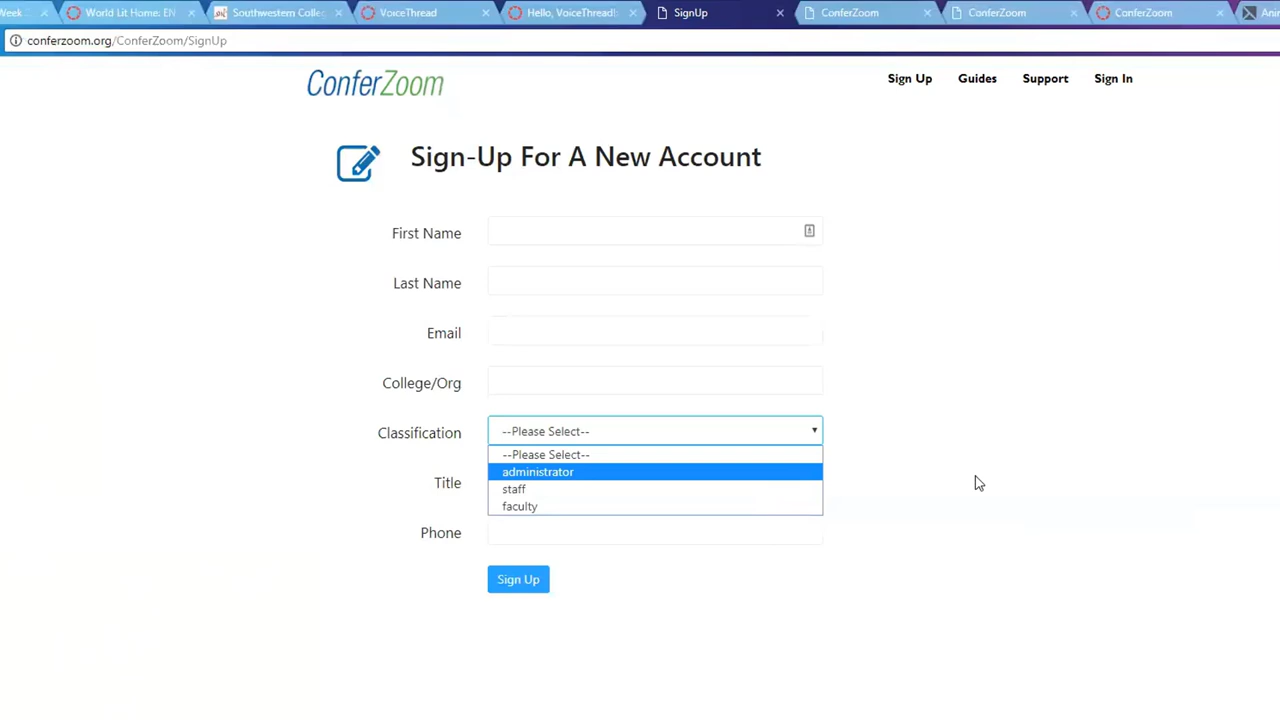 Week
World Lit Home: EN
Southwestern Colle
VoiceThread
Hello, VoiceThread!
SignUp
ConferZoom
ConferZoom
ConferZoom
Ani
conferzoom.org/ConferZoom/SignUp
ConferZoom
Sign Up
Guides
Support
Sign In
Sign-Up For A New Account
First Name
Last Name
Email
College/Org
Classification
--Please Select--
--Please Select--
administrator
staff
faculty
Title
Phone
Sign Up